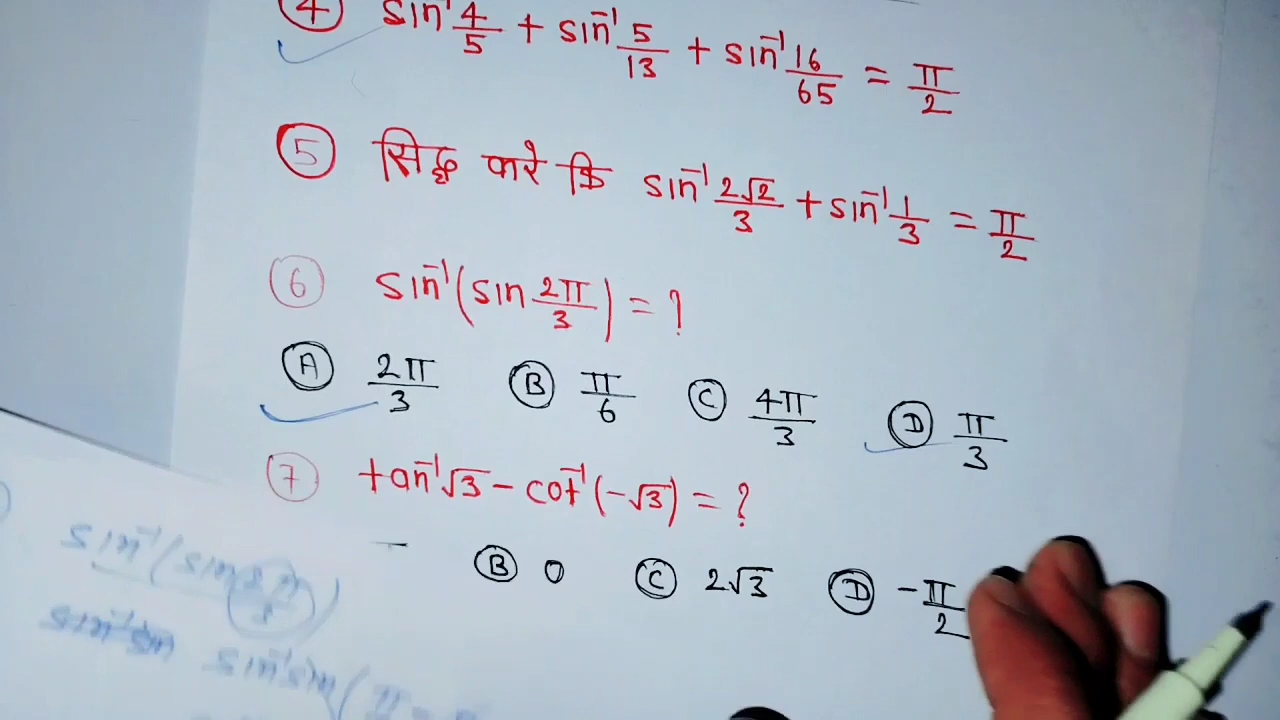 ④ sin⁻¹ 4/5 + sin⁻¹ 5/13 + sin⁻¹ 16/65 = π/2
⑤ सिद्ध करे कि sin⁻¹ 2√2/3 + sin⁻¹ 1/3 = π/2
⑥ sin⁻¹(sin 2π/3) = ?
Ⓐ 2π/3 Ⓑ π/6 Ⓒ 4π/3 Ⓓ π/3
⑦ tan⁻¹√3 - cot⁻¹(-√3) = ?
Ⓑ 0 Ⓒ 2√3 Ⓓ -π/2